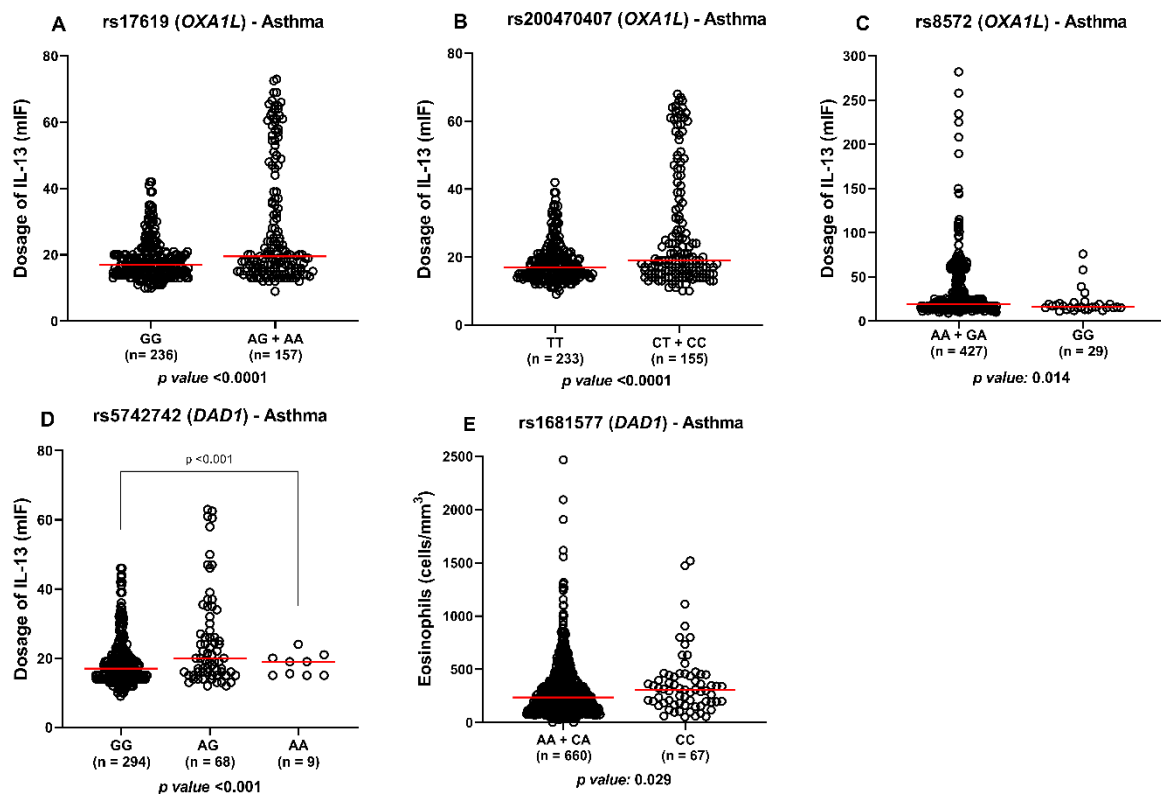 A
rs17619 (OXA1L) - Asthma
Dosage of IL-13 (mIF)
80
60
40
20
0
GG
(n= 236)
AG + AA
(n= 157)
p value <0.0001
B
rs200470407 (OXA1L) - Asthma
Dosage of IL-13 (mIF)
80
60
40
20
0
TT
(n= 233)
CT + CC
(n = 155)
p value <0.0001
C
rs8572 (OXA1L) - Asthma
Dosage of IL-13 (mIF)
300
250
200
150
100
50
0
AA + GA
(n = 427)
GG
(n = 29)
p value: 0.014
D
rs5742742 (DAD1) - Asthma
Dosage of IL-13 (mIF)
80
60
40
20
0
p <0.001
GG
(n = 294)
AG
(n = 68)
AA
(n = 9)
p value <0.001
E
rs1681577 (DAD1) - Asthma
Eosinophils (cells/mm³)
2500
2000
1500
1000
500
0
AA + CA
(n = 660)
CC
(n = 67)
p value: 0.029